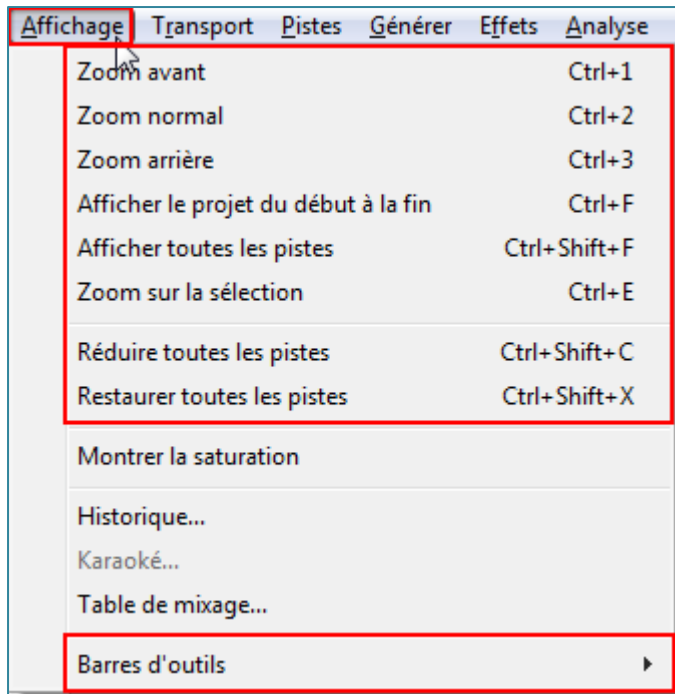 Affichage Transport Pistes Générer Effets Analyse
Zoom avant Ctrl+1
Zoom normal Ctrl+2
Zoom arrière Ctrl+3
Afficher le projet du début à la fin Ctrl+F
Afficher toutes les pistes Ctrl+Shift+F
Zoom sur la sélection Ctrl+E
Réduire toutes les pistes Ctrl+Shift+C
Restaurer toutes les pistes Ctrl+Shift+X
Montrer la saturation
Historique...
Karaoké...
Table de mixage...
Barres d'outils